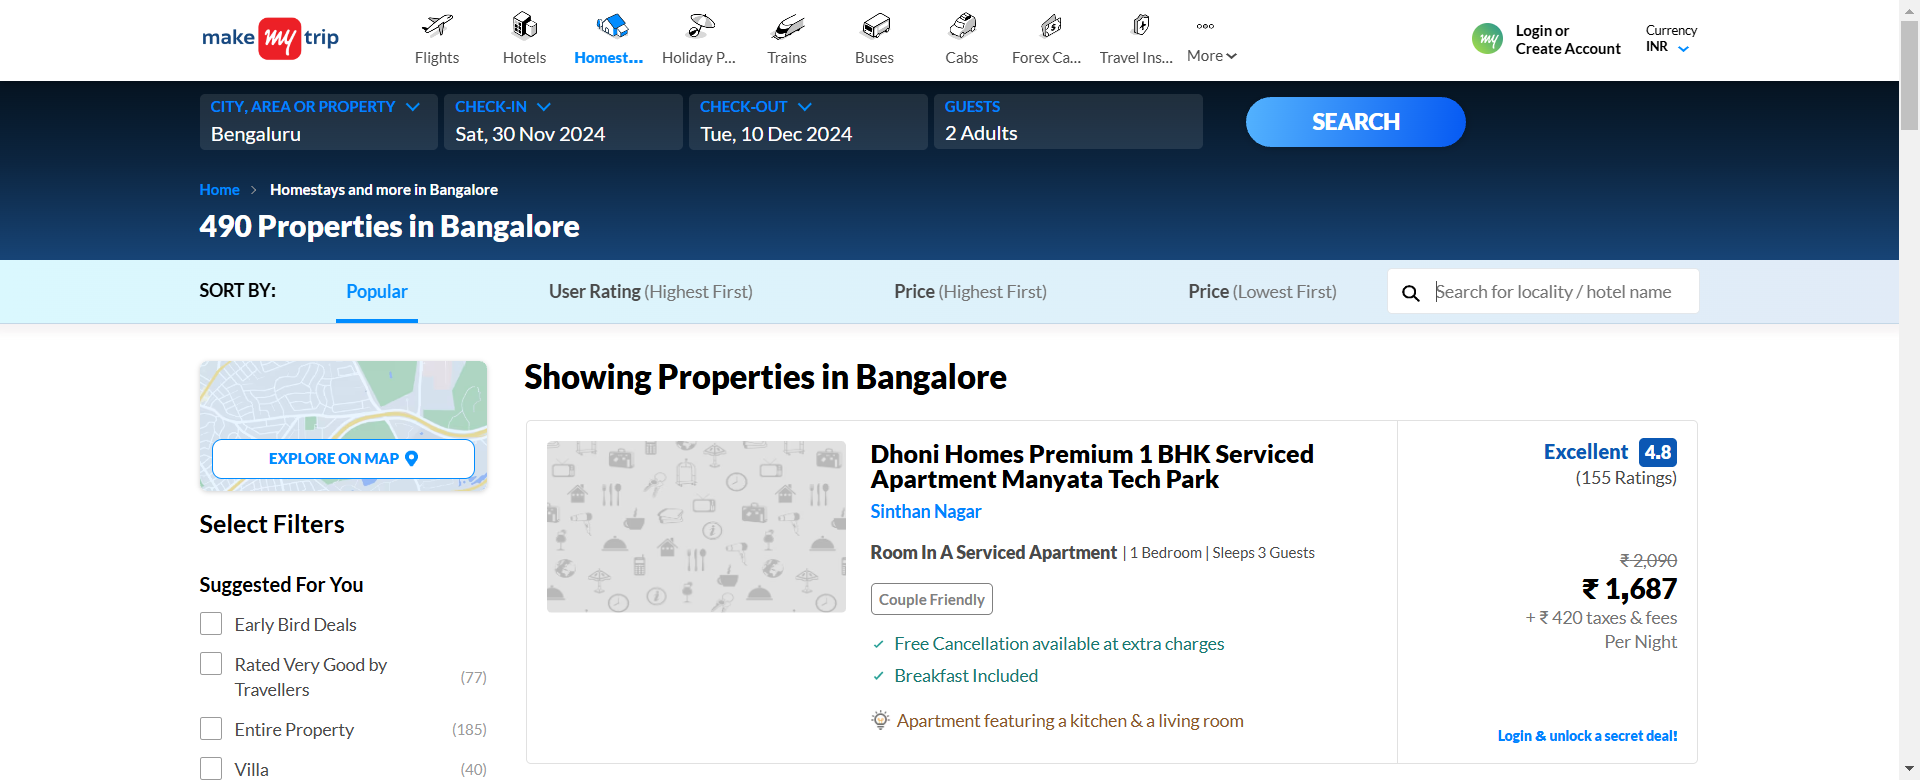 make my trip
Flights
Hotels
Homest...
Holiday P...
Trains
Buses
Cabs
Forex Ca...
Travel Ins...
More
my
Login or
Create Account
Currency
INR
CITY, AREA OR PROPERTY
Bengaluru
CHECK-IN
Sat, 30 Nov 2024
CHECK-OUT
Tue, 10 Dec 2024
GUESTS
2 Adults
SEARCH
Home > Homestays and more in Bangalore
490 Properties in Bangalore
SORT BY:
Popular
User Rating (Highest First)
Price (Highest First)
Price (Lowest First)
Search for locality / hotel name
EXPLORE ON MAP
Select Filters
Suggested For You
Early Bird Deals
Rated Very Good by
Travellers
(77)
Entire Property
(185)
Villa
(40)
Showing Properties in Bangalore
Dhoni Homes Premium 1 BHK Serviced
Apartment Manyata Tech Park
Sinthan Nagar
Room In A Serviced Apartment | 1 Bedroom | Sleeps 3 Guests
Couple Friendly
Free Cancellation available at extra charges
Breakfast Included
Apartment featuring a kitchen & a living room
Excellent 4.8
(155 Ratings)
₹ 2,090
₹ 1,687
+ ₹ 420 taxes & fees
Per Night
Login & unlock a secret deal!